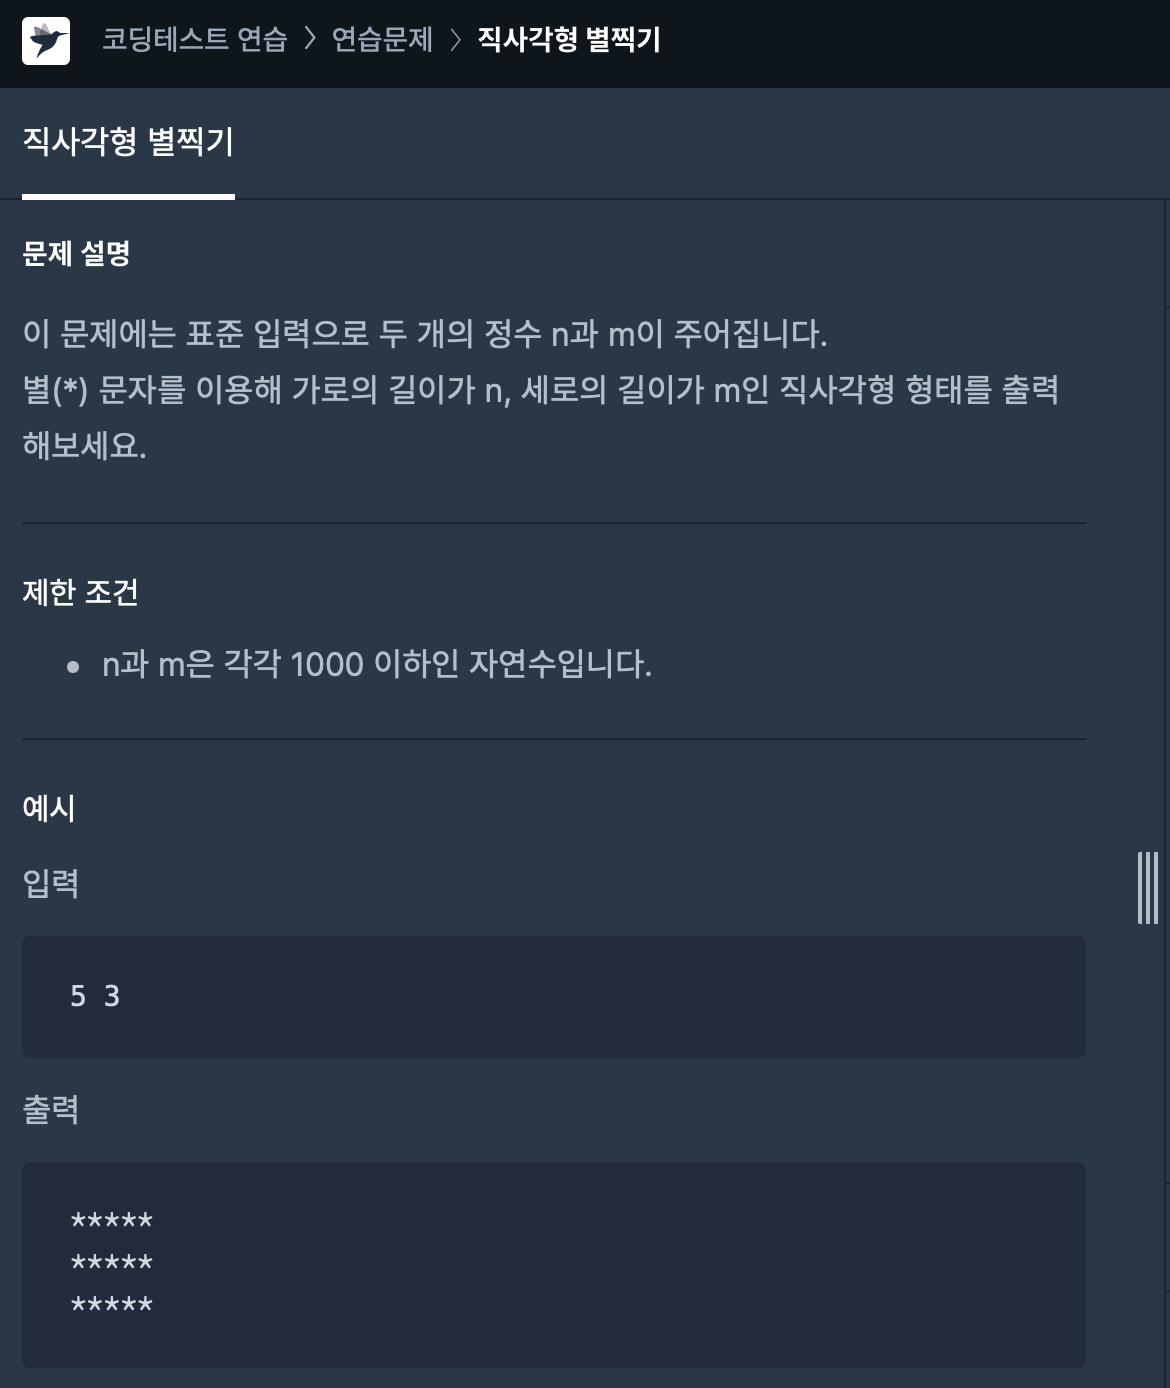 코딩테스트 연습 > 연습문제 > 직사각형 별찍기
직사각형 별찍기
문제 설명
이 문제에는 표준 입력으로 두 개의 정수 n과 m이 주어집니다.
별(*) 문자를 이용해 가로의 길이가 n, 세로의 길이가 m인 직사각형 형태를 출력
해보세요.
제한 조건
• n과 m은 각각 1000 이하인 자연수입니다.
예시
입력
5 3
출력
*****
*****
*****